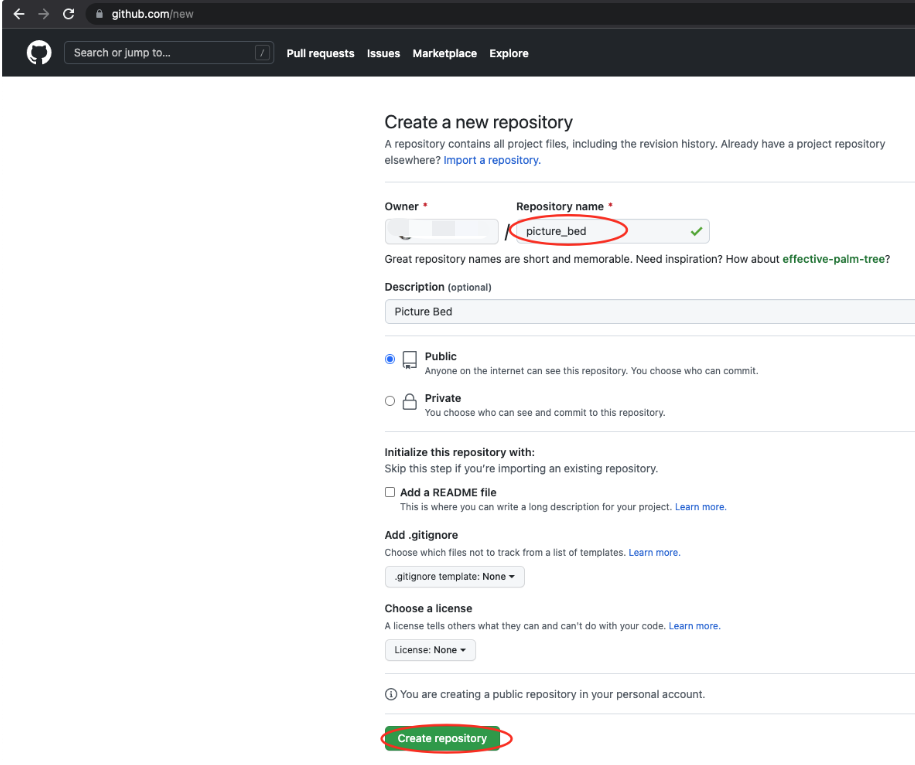 github.com/new
Search or jump to… /
Pull requests Issues Marketplace Explore
Create a new repository
A repository contains all project files, including the revision history. Already have a project repository
elsewhere? Import a repository.
Owner * Repository name *
/ picture_bed
Great repository names are short and memorable. Need inspiration? How about effective-palm-tree?
Description (optional)
Picture Bed
Public
Anyone on the internet can see this repository. You choose who can commit.
Private
You choose who can see and commit to this repository.
Initialize this repository with:
Skip this step if you're importing an existing repository.
Add a README file
This is where you can write a long description for your project. Learn more.
Add .gitignore
Choose which files not to track from a list of templates. Learn more.
.gitignore template: None
Choose a license
A license tells others what they can and can't do with your code. Learn more.
License: None
You are creating a public repository in your personal account.
Create repository